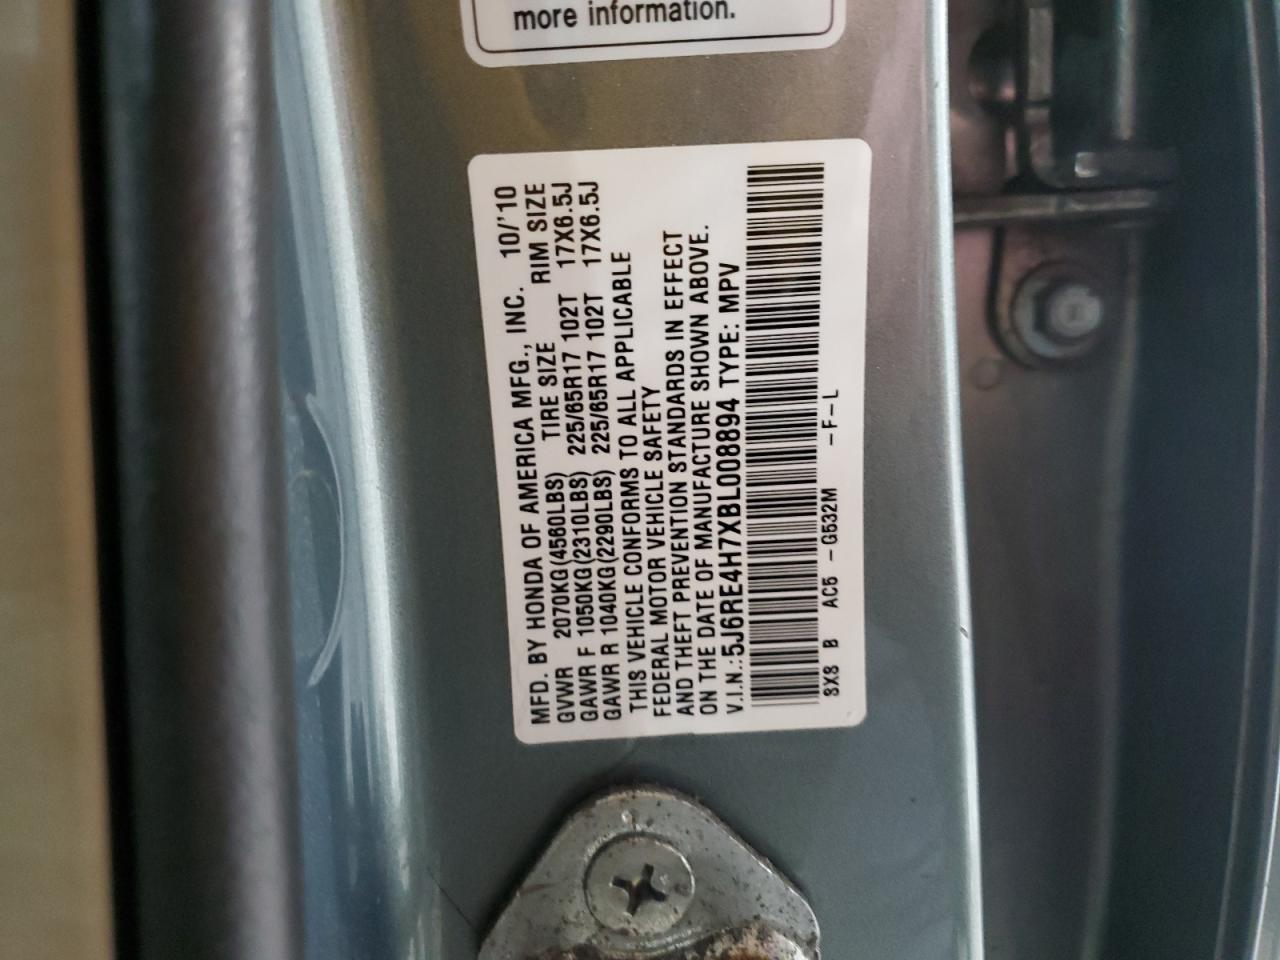 more information.
MFD. BY HONDA OF AMERICA MFG., INC. 10/'10
GVWR 2070KG(4560LBS) TIRE SIZE RIM SIZE
GAWR F 1050KG(2310LBS) 225/65R17 102T 17X6.5J
GAWR R 1040KG(2290LBS) 225/65R17 102T 17X6.5J
THIS VEHICLE CONFORMS TO ALL APPLICABLE
FEDERAL MOTOR VEHICLE SAFETY
AND THEFT PREVENTION STANDARDS IN EFFECT
ON THE DATE OF MANUFACTURE SHOWN ABOVE.
V.I.N.:5J6RE4H7XBL008894 TYPE: MPV
SX8 B AC5 -G532M -F-L